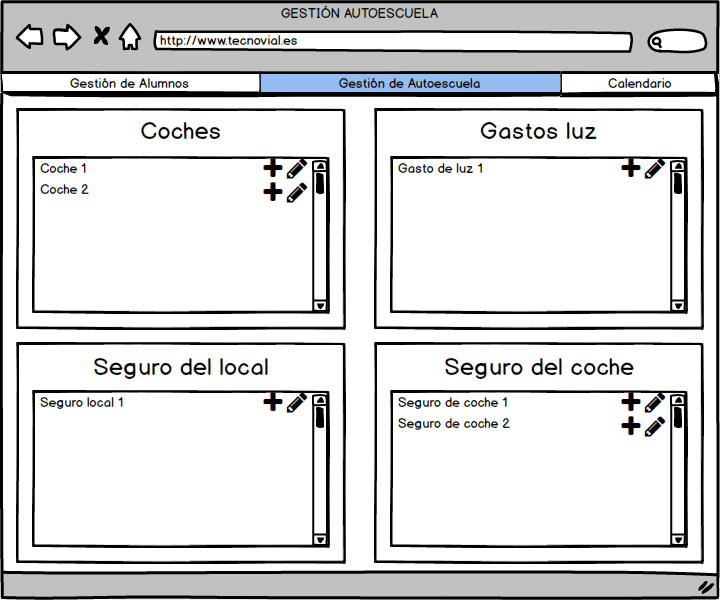 GESTIÓN AUTOESCUELA
http://www.tecnovial.es
Gestión de Alumnos
Gestión de Autoescuela
Calendario
Coches
Coche 1
Coche 2
Gastos luz
Gasto de luz 1
Seguro del local
Seguro local 1
Seguro del coche
Seguro de coche 1
Seguro de coche 2